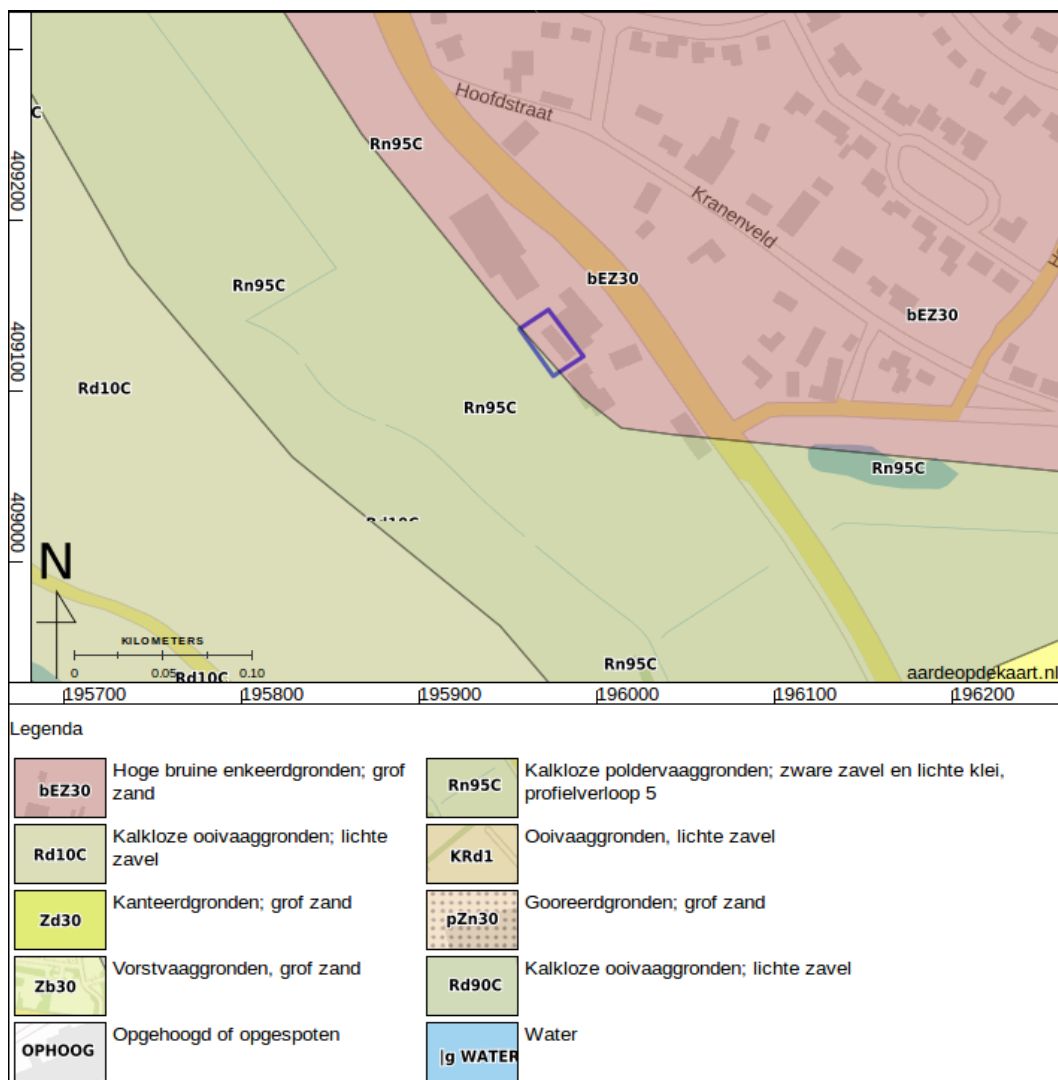 Hoofdstraat
C
Rn95C
409200
Kranenveld
bEZ30
Rn95C
bEZ30
409100
Rd10C
Rn95C
Rn95C
409000
Rd10C
N
KILOMETERS
0 0.05 0.10
Rd10C
Rn95C
aardeopdekaart.nl
195700 195800 195900 196000 196100 196200
Legenda
bEZ30 Hoge bruine enkeerdgronden; grof
zand
Rn95C Kalkloze poldervaaggronden; zware zavel en lichte klei,
profielverloop 5
Rd10C Kalkloze ooivaaggronden; lichte
zavel
KRd1 Ooivaaggronden, lichte zavel
Zd30 Kanteerdgronden; grof zand
pZn30 Gooreerdgronden; grof zand
Zb30 Vorstvaaggronden, grof zand
Rd90C Kalkloze ooivaaggronden; lichte zavel
OPHOOG Opgehoogd of opgespoten
|g WATER Water